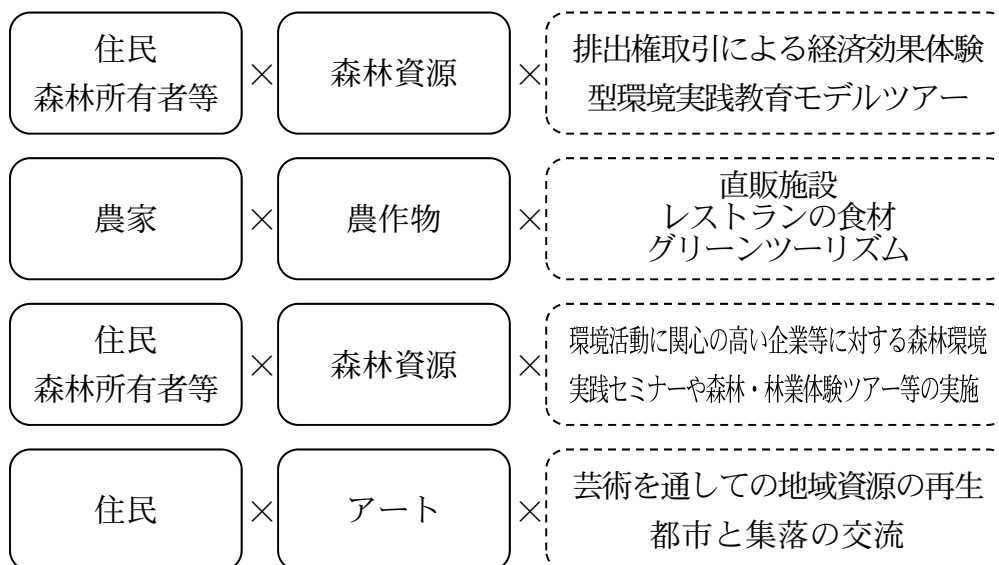 住民
森林所有者等
×
森林資源
×
排出権取引による経済効果体験
型環境実践教育モデルツアー
農家
×
農作物
×
直販施設
レストランの食材
グリーンツーリズム
住民
森林所有者等
×
森林資源
×
環境活動に関心の高い企業等に対する森林環境
実践セミナーや森林・林業体験ツアー等の実施
住民
×
アート
×
芸術を通しての地域資源の再生
都市と集落の交流